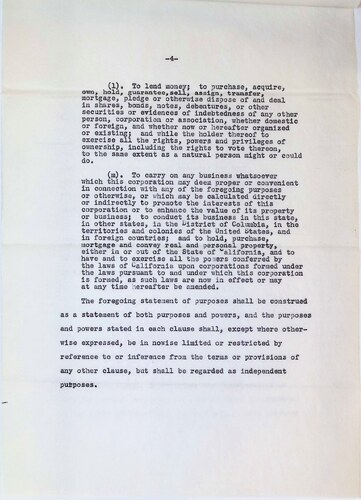 -4-
(l). To lend money; to purchase, acquire,
own, hold, guarantee, sell, assign, transfer,
mortgage, pledge or otherwise dispose of and deal
in shares, bonds, notes, debentures, or other
securities or evidences of indebtedness of any other
person, corporation or association, whether domestic
or foreign, and whether now or hereafter organized
or existing; and while the holder thereof to
exercise all the rights, powers and privileges of
ownership, including the rights to vote thereon,
to the same extent as a natural person might or could
do.
(m). To carry on any business whatsoever
which this corporation may deem proper or convenient
in connection with any of the foregoing purposes
or otherwise, or which may be calculated directly
or indirectly to promote the interests of this
corporation or to enhance the value of its property
or business; to conduct its business in this state,
in other states, in the District of Columbia, in the
territories and colonies of the United States, and
in foreign countries; and to hold, purchase,
mortgage and convey real and personal property,
either in or out of the State of California, and to
have and to exercise all the powers conferred by
the laws of California upon corporations formed under
the laws pursuant to and under which this corporation
is formed, as such laws are now in effect or may
at any time hereafter be amended.
The foregoing statement of purposes shall be construed
as a statement of both purposes and powers, and the purposes
and powers stated in each clause shall, except where other-
wise expressed, be in nowise limited or restricted by
reference to or inference from the terms or provisions of
any other clause, but shall be regarded as independent
purposes.